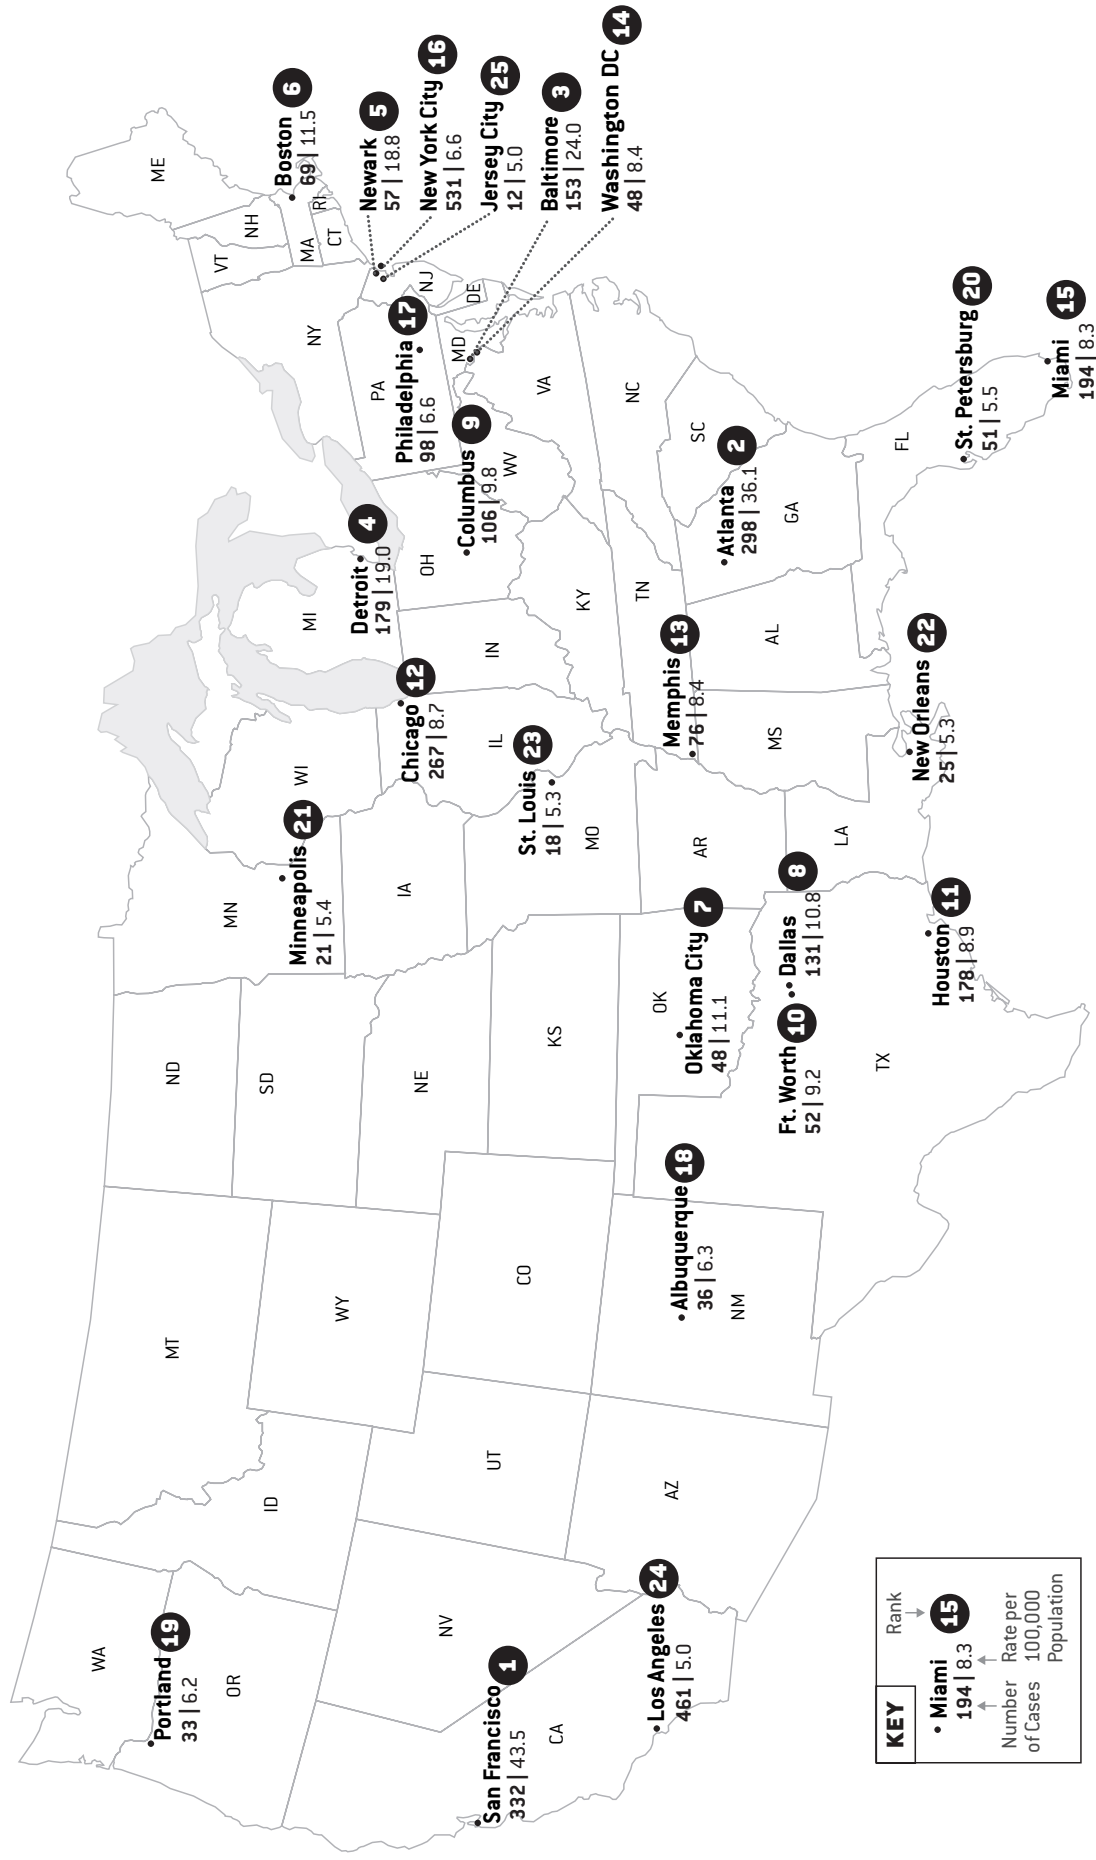 WA
Portland 19
33 | 6.2
OR
ID
MT
ND
SD
WY
NE
NV
UT
CO
KS
CA
San Francisco 1
332 | 43.5
Los Angeles 24
461 | 5.0
AZ
NM
Albuquerque 18
36 | 6.3
OK
Oklahoma City 7
48 | 11.1
TX
Ft. Worth 10
52 | 9.2
Dallas 8
131 | 10.8
Houston 11
178 | 8.9
MN
Minneapolis 21
21 | 5.4
WI
IA
MO
St. Louis 23
18 | 5.3
IL
Chicago 12
267 | 8.7
AR
LA
New Orleans 22
25 | 5.3
MS
Memphis 13
76 | 8.4
TN
AL
KY
IN
MI
Detroit 4
179 | 19.0
OH
Columbus 9
106 | 9.8
WV
VA
NC
SC
Atlanta 2
298 | 36.1
GA
FL
St. Petersburg 20
51 | 5.5
Miami 15
194 | 8.3
PA
Philadelphia 17
98 | 6.6
NY
VT
NH
ME
MA
RI
CT
NJ
DE
MD
Boston 6
69 | 11.5
Newark 5
57 | 18.8
New York City 16
531 | 6.6
Jersey City 25
12 | 5.0
Baltimore 3
153 | 24.0
Washington DC 14
48 | 8.4
KEY
Rank
Miami 15
194 | 8.3
Number
of Cases
Rate per
100,000
Population